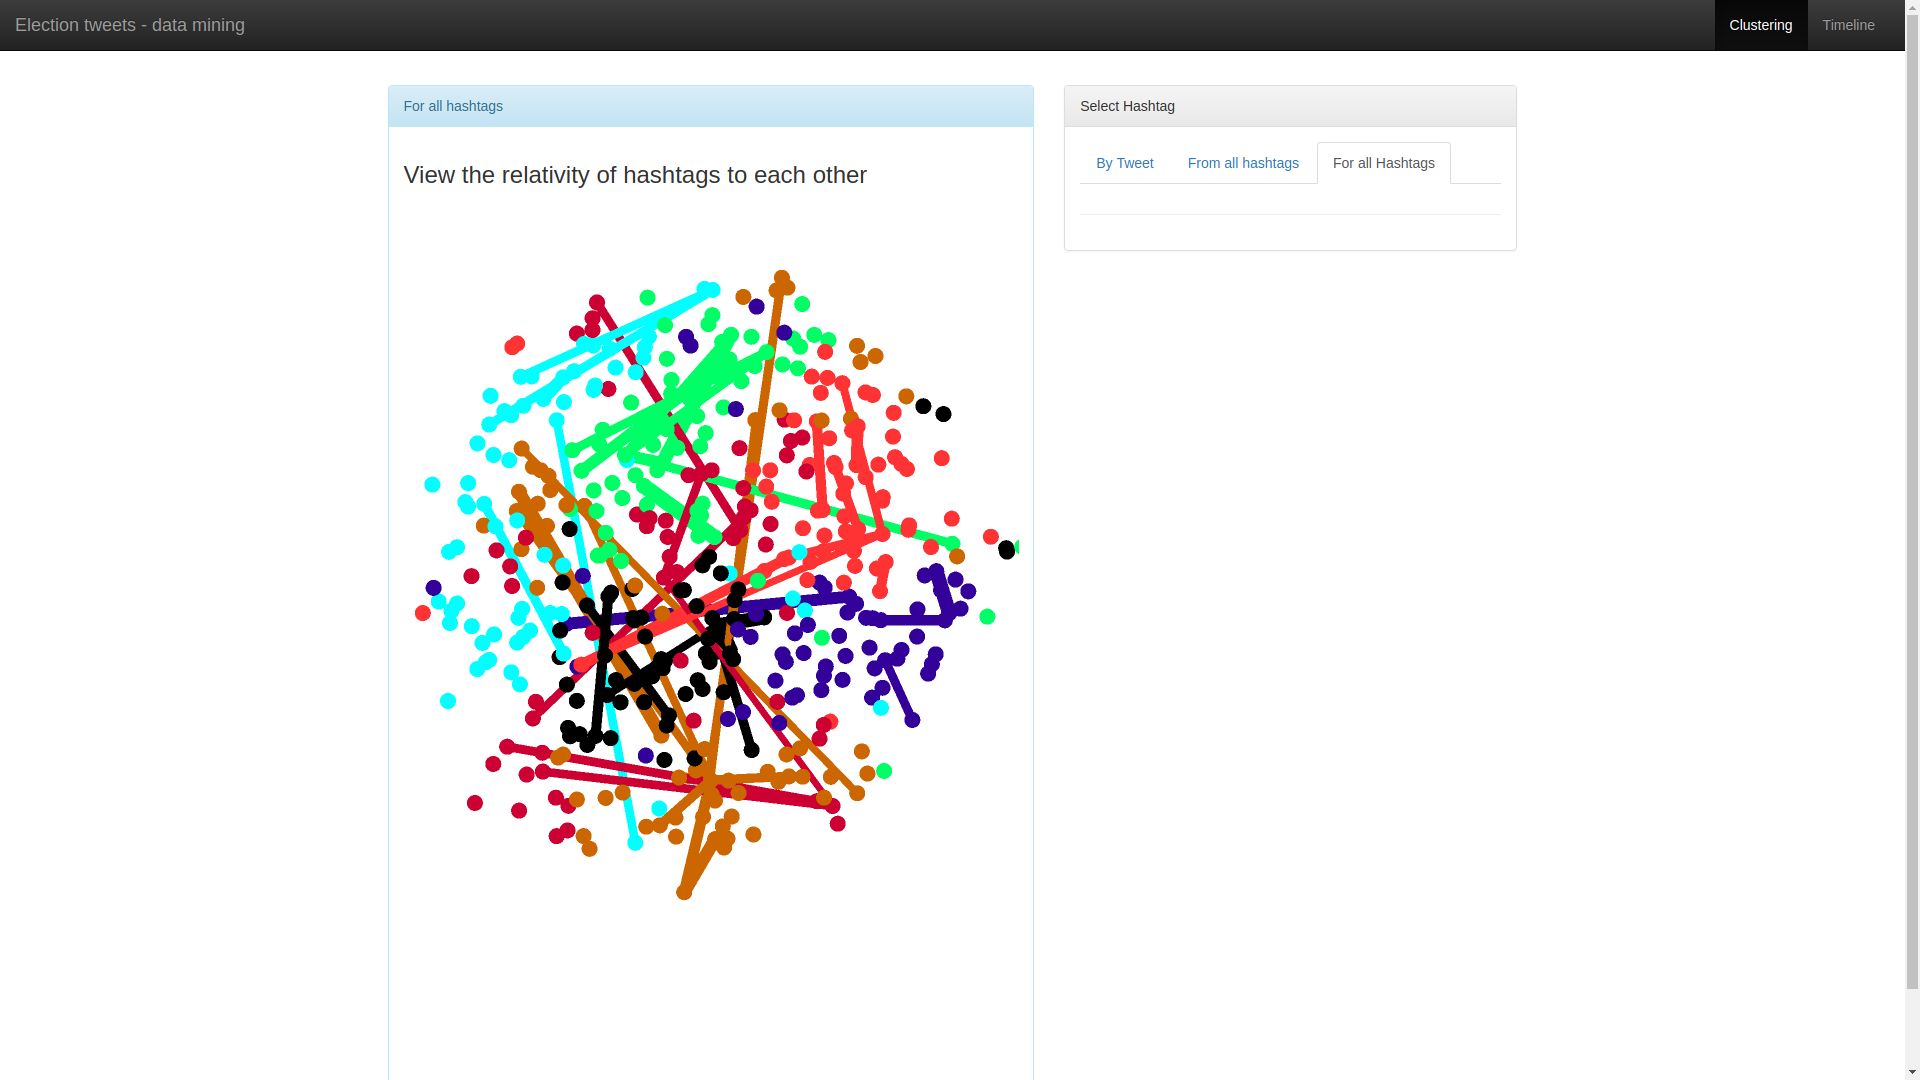 Election tweets - data mining
Clustering
Timeline
For all hashtags
View the relativity of hashtags to each other
Select Hashtag
By Tweet
From all hashtags
For all Hashtags